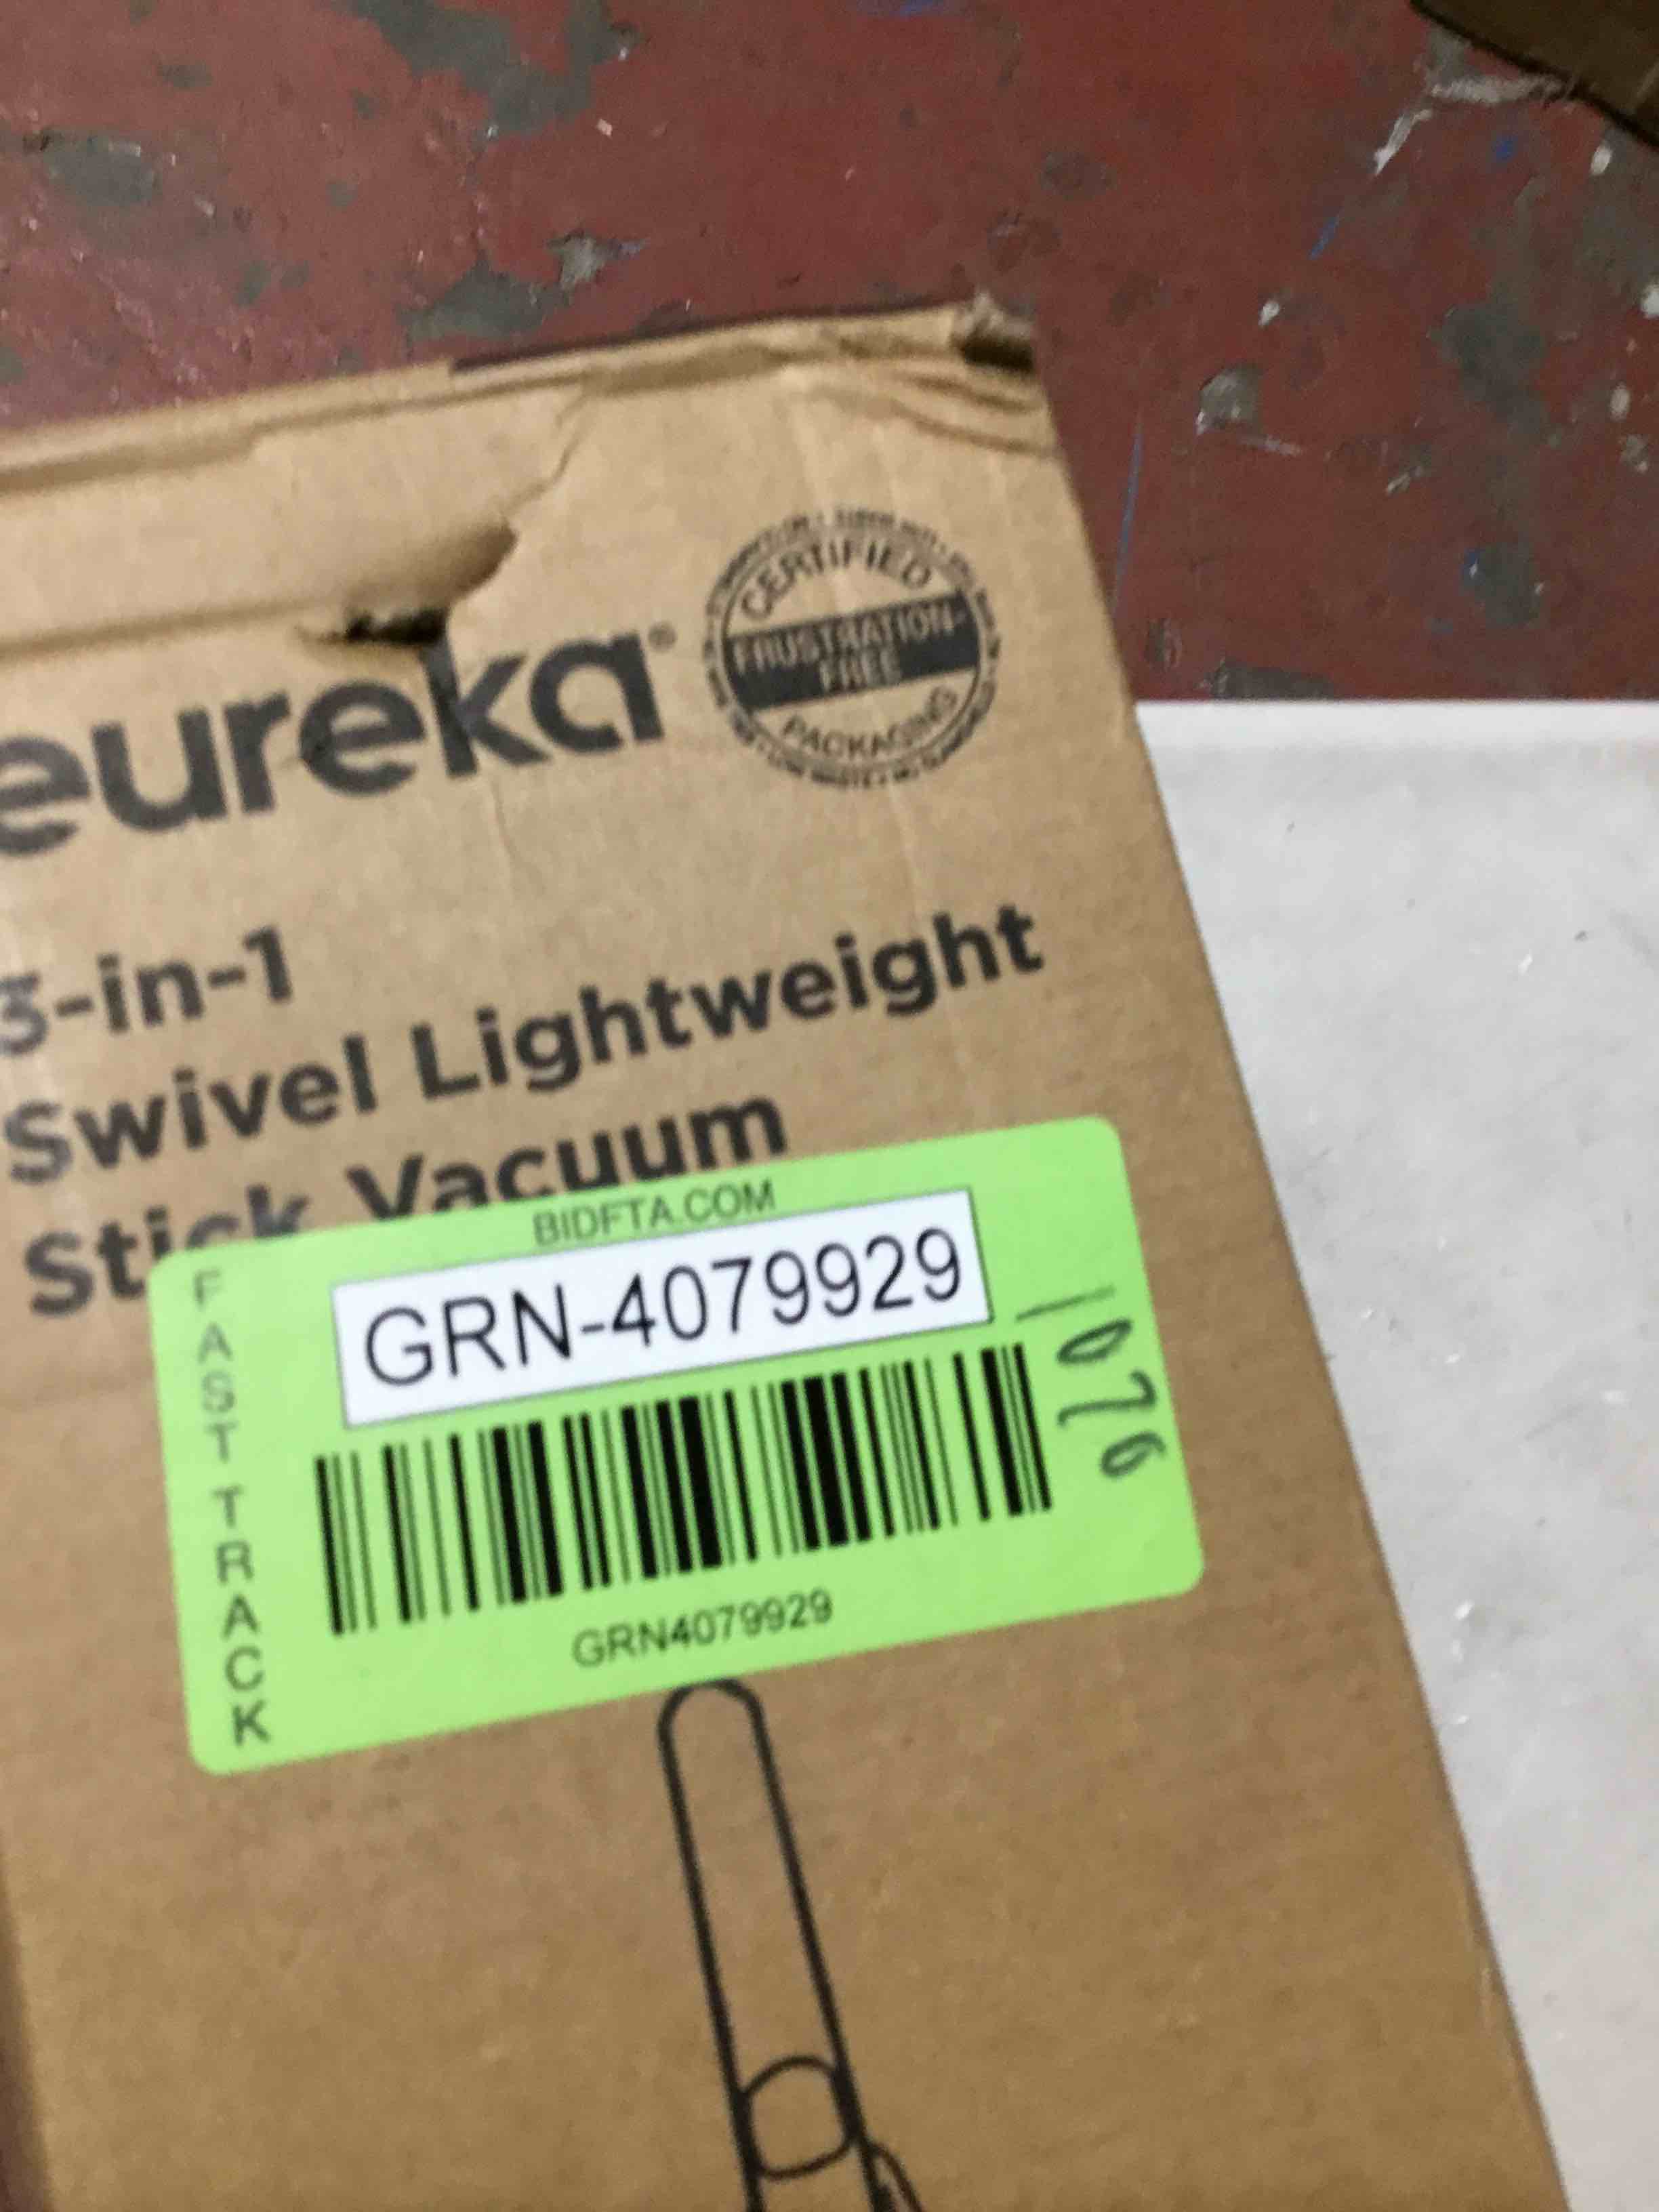 eureka®
CERTIFIED
FRUSTRATION-
FREE
PACKAGING
3-in-1
Swivel Lightweight
Stick Vacuum
BIDFTA.COM
FAST TRACK
GRN-4079929
1076
GRN4079929